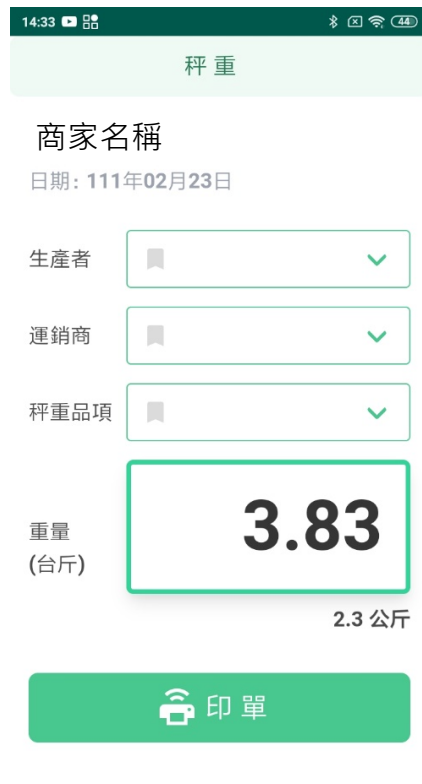 14:33 44
秤重
商家名稱
日期: 111年02月23日
生產者
運銷商
秤重品項
重量
(台斤)
3.83
2.3 公斤
印單